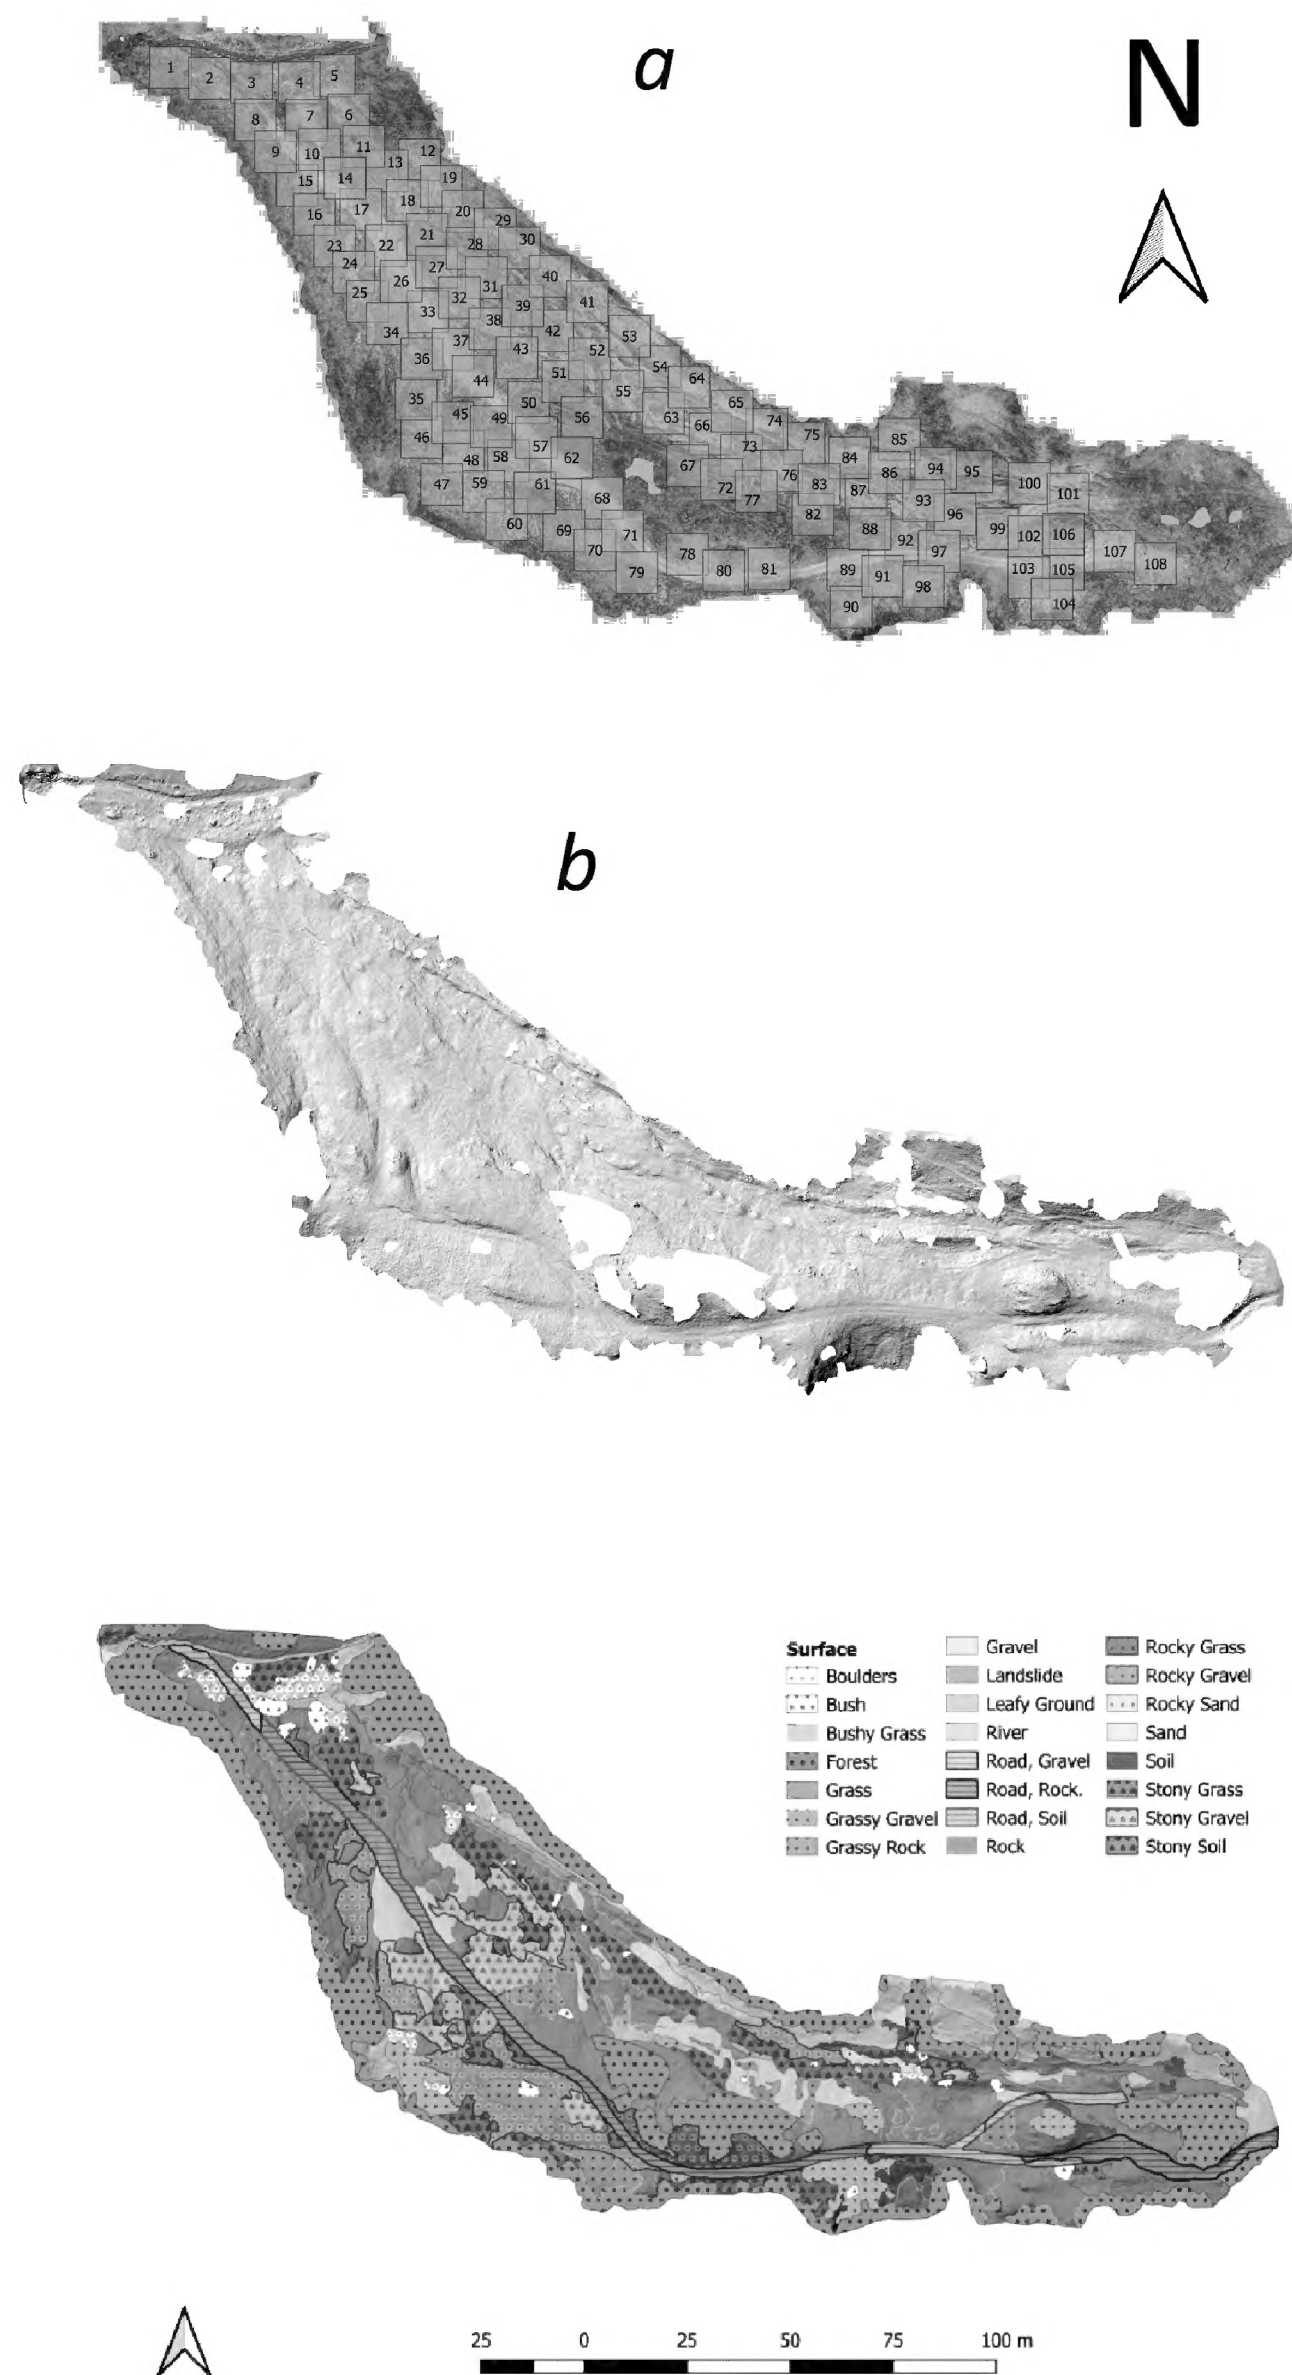 a
N
1 2 3 4 5
8 7 6
9 10 11 13 12
15 14 19
16 17 18 20 29
23 22 21 28 30
24 26 27 40
25 33 32 31 39 41
34 37 38 42 53
36 43 52 54 64
44 51 55
35 50 65
46 45 49 56 63 66 74 75 85
48 58 57 62 67 73 84 94 95
47 59 61 68 72 77 76 83 87 86 93 100 101
60 69 71 82 88 92 96 99 102 106
70 78 80 81 89 91 97 103 105 107 108
79 90 98 104
b
Surface
Boulders
Bush
Bushy Grass
Forest
Grass
Grassy Gravel
Grassy Rock
Gravel
Landslide
Leafy Ground
River
Road, Gravel
Road, Rock.
Road, Soil
Rock
Rocky Grass
Rocky Gravel
Rocky Sand
Sand
Soil
Stony Grass
Stony Gravel
Stony Soil
25 0 25 50 75 100 m